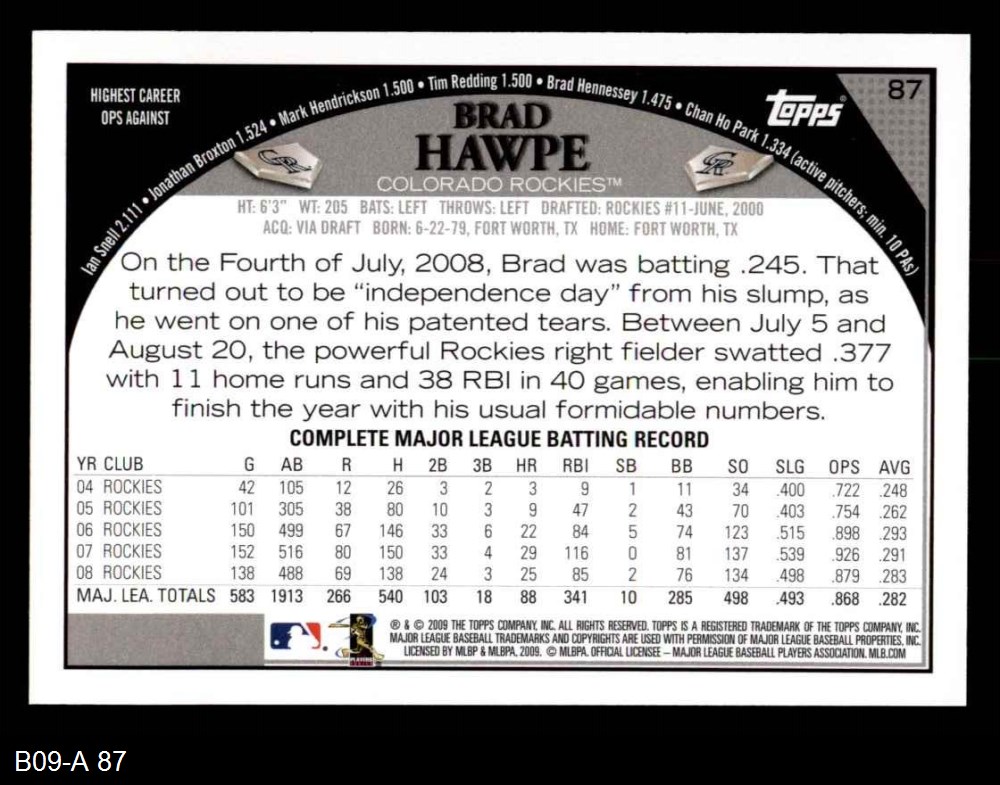 HIGHEST CAREER
OPS AGAINST
Ian Snell 2.111 • Jonathan Broxton 1.524 • Mark Hendrickson 1.500 • Tim Redding 1.500 • Brad Hennessey 1.475 • Chan Ho Park 1.334 (active pitchers; min. 10 PAs)
topps
87
BRAD
HAWPE
CR
CR
COLORADO ROCKIES™
HT: 6'3" WT: 205 BATS: LEFT THROWS: LEFT DRAFTED: ROCKIES #11-JUNE, 2000
ACQ: VIA DRAFT BORN: 6-22-79, FORT WORTH, TX HOME: FORT WORTH, TX
On the Fourth of July, 2008, Brad was batting .245. That
turned out to be “independence day” from his slump, as
he went on one of his patented tears. Between July 5 and
August 20, the powerful Rockies right fielder swatted .377
with 11 home runs and 38 RBI in 40 games, enabling him to
finish the year with his usual formidable numbers.
COMPLETE MAJOR LEAGUE BATTING RECORD
YR CLUB G AB R H 2B 3B HR RBI SB BB SO SLG OPS AVG
04 ROCKIES 42 105 12 26 3 2 3 9 1 11 34 .400 .722 .248
05 ROCKIES 101 305 38 80 10 3 9 47 2 43 70 .403 .754 .262
06 ROCKIES 150 499 67 146 33 6 22 84 5 74 123 .515 .898 .293
07 ROCKIES 152 516 80 150 33 4 29 116 0 81 137 .539 .926 .291
08 ROCKIES 138 488 69 138 24 3 25 85 2 76 134 .498 .879 .283
MAJ. LEA. TOTALS 583 1913 266 540 103 18 88 341 10 285 498 .493 .868 .282
® & © 2009 THE TOPPS COMPANY, INC. ALL RIGHTS RESERVED. TOPPS IS A REGISTERED TRADEMARK OF THE TOPPS COMPANY, INC.
MAJOR LEAGUE BASEBALL TRADEMARKS AND COPYRIGHTS ARE USED WITH PERMISSION OF MAJOR LEAGUE BASEBALL PROPERTIES, INC.
LICENSED BY MLBP & MLBPA, 2009. © MLBPA. OFFICIAL LICENSEE – MAJOR LEAGUE BASEBALL PLAYERS ASSOCIATION. MLB.COM
B09-A 87